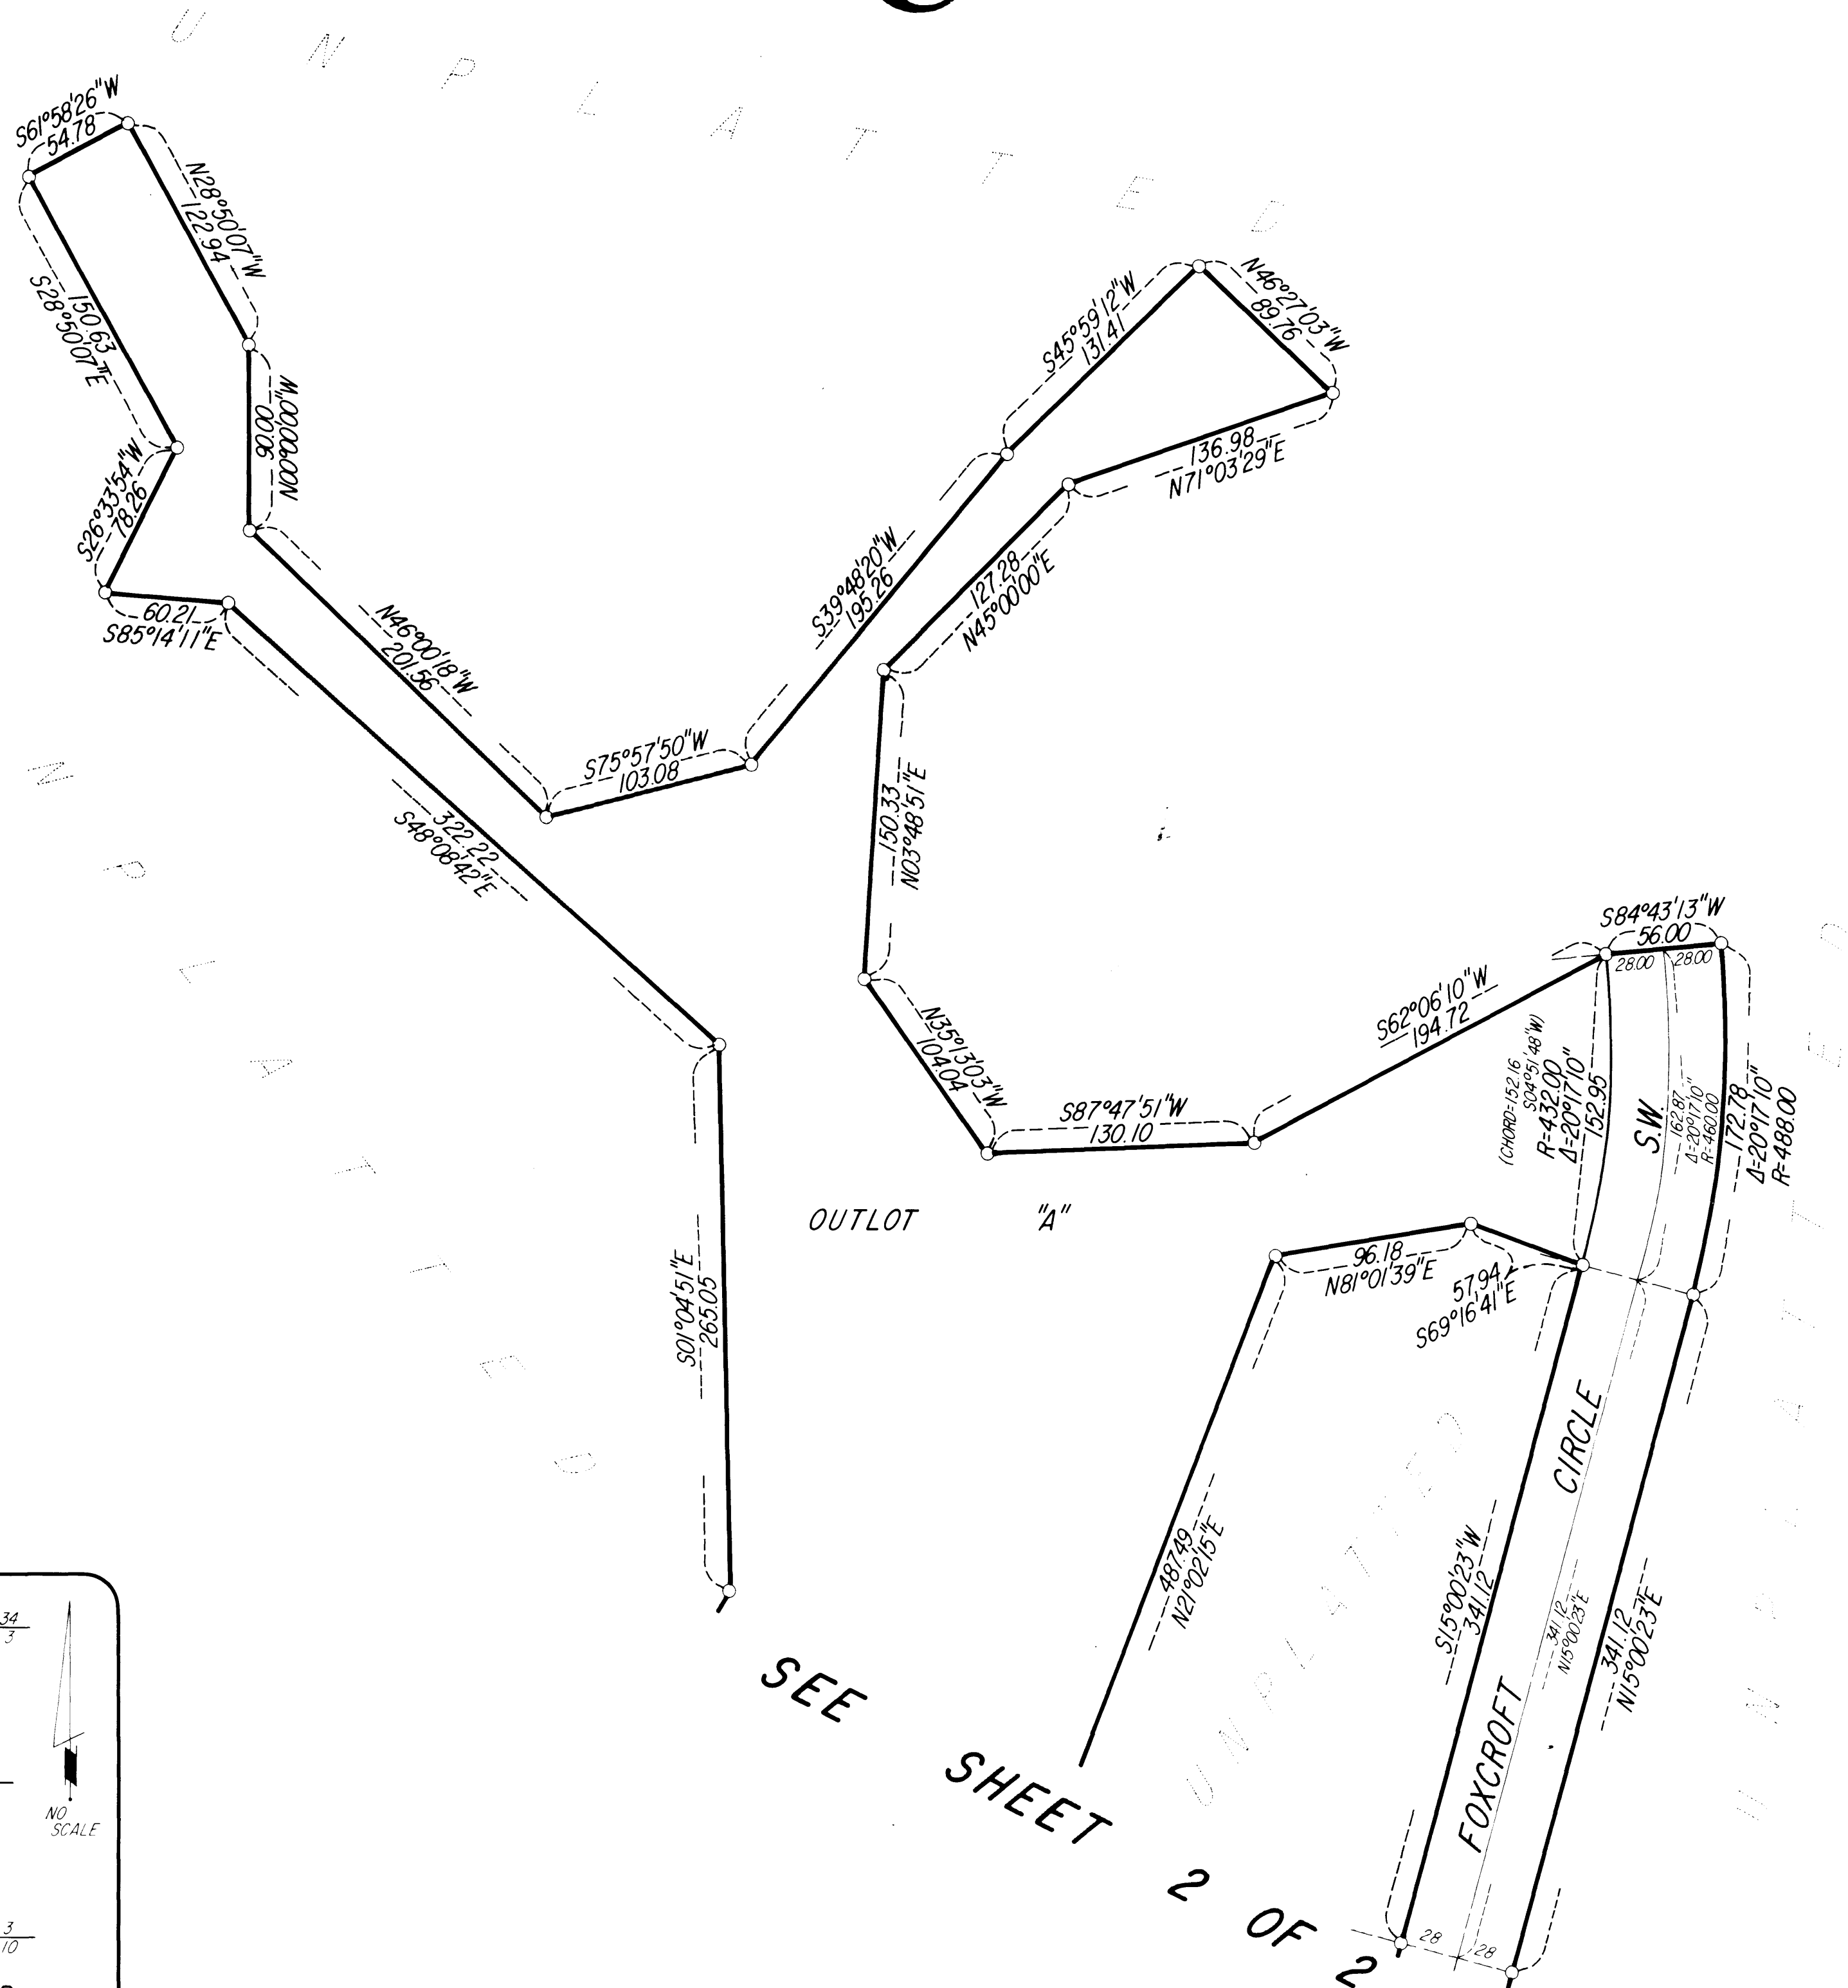 UNPLATTED
S61°58'26"W
54.78
N28°50'07"W
122.94
150.63
S28°50'07"E
90.00
N00°00'00"W
S26°33'54"W
78.26
60.21
S85°14'11"E
N46°00'18"W
201.56
S75°57'50"W
103.08
S39°48'20"W
195.26
S45°59'12"W
131.41
N46°27'03"W
89.76
136.98
N71°03'29"E
127.28
N45°00'00"E
150.33
N03°48'51"E
322.22
S48°08'42"E
N35°13'03"W
104.04
S87°47'51"W
130.10
S62°06'10"W
194.72
S84°43'13"W
56.00
28.00
28.00
(CHORD=152.16
S04°51'48"W)
R=432.00
Δ=20°17'10"
152.95
S.W.
162.87
Δ=20°17'10"
R=460.00
172.78
Δ=20°17'10"
R=488.00
OUTLOT "A"
96.18
N81°01'39"E
57.94
S69°16'41"E
S01°04'51"E
265.05
487.49
N21°02'15"E
S15°00'23"W
341.12
341.12
N15°00'23"E
341.12
N15°00'23"E
FOXCROFT CIRCLE
UNPLATTED
UNPLATTED
UNPLATTED
SEE SHEET 2 OF 2
28
28
34
3
NO
SCALE
3
10